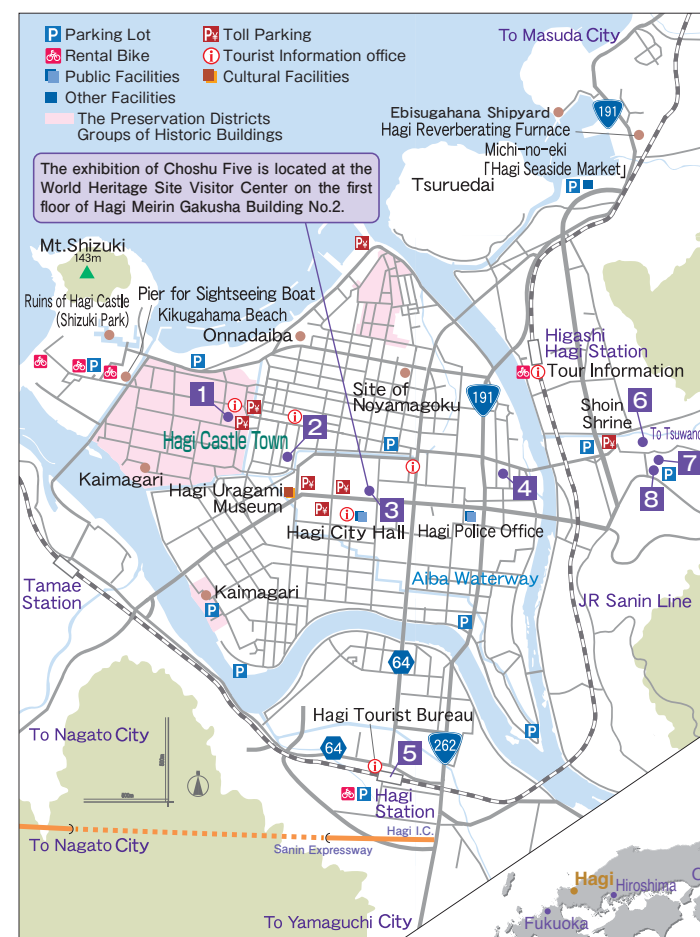 P Parking Lot
P¥ Toll Parking
Rental Bike
i Tourist Information office
Public Facilities
Cultural Facilities
Other Facilities
The Preservation Districts
Groups of Historic Buildings
The exhibition of Choshu Five is located at the
World Heritage Site Visitor Center on the first
floor of Hagi Meirin Gakusha Building No.2.
To Masuda City
191
Ebisugahana Shipyard
Hagi Reverberating Furnace
Michi-no-eki
「Hagi Seaside Market」
P
Tsuruedai
P¥
Mt.Shizuki
143m
Ruins of Hagi Castle
(Shizuki Park)
Pier for Sightseeing Boat
Kikugahama Beach
Onnadaiba
P
P
Higashi
Hagi Station
i Tour Information
Site of
Noyamagoku
191
Shoin
Shrine
6
To Tsuwano
1
i
P¥
P¥
i
Hagi Castle Town
2
P
i
P
P¥
7
P
8
4
Kaimagari
Hagi Uragami
Museum
P¥
P¥
3
P¥
i
Hagi City Hall
Hagi Police Office
Tamae
Station
Kaimagari
P
Aiba Waterway
JR Sanin Line
P
P
64
P
Hagi Tourist Bureau
To Nagato City
64
i
5
262
500m
500m
P
Hagi
Station
To Nagato City
Sanin Expressway
Hagi I.C.
To Yamaguchi City
Hagi
Hiroshima
Fukuoka